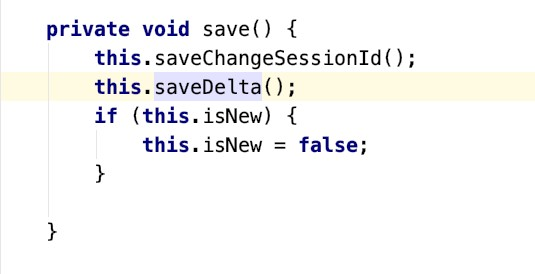 private void save() {
    this.saveChangeSessionId();
    this.saveDelta();
    if (this.isNew) {
        this.isNew = false;
    }
}